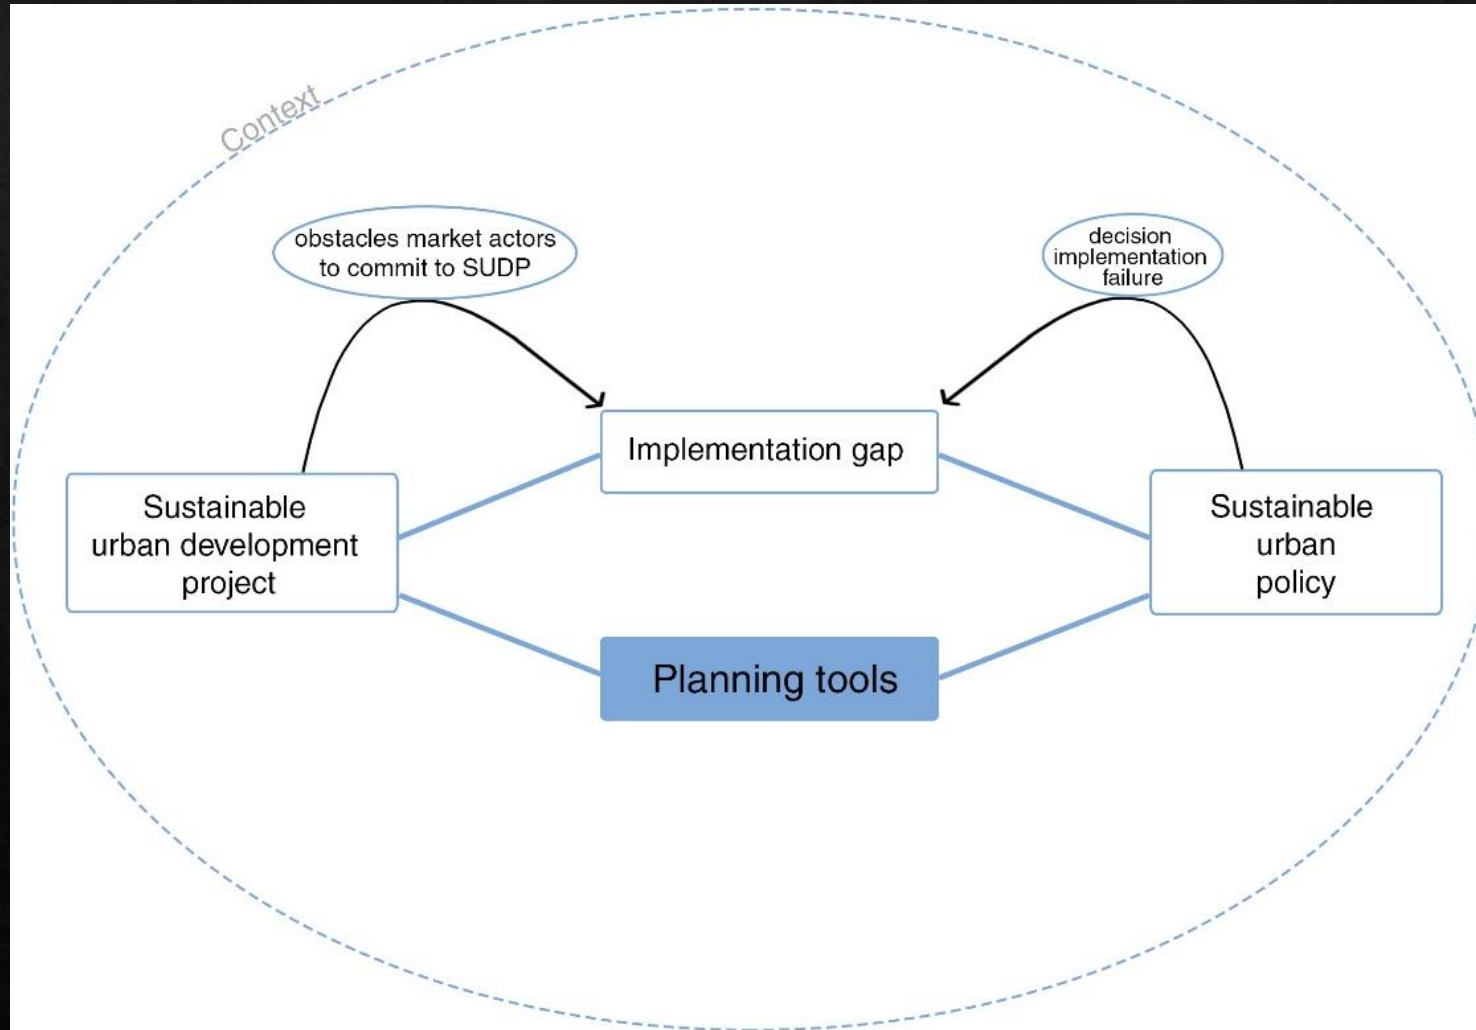 Context
obstacles market actors
to commit to SUDP
decision
implementation
failure
Implementation gap
Sustainable
urban development
project
Sustainable
urban
policy
Planning tools